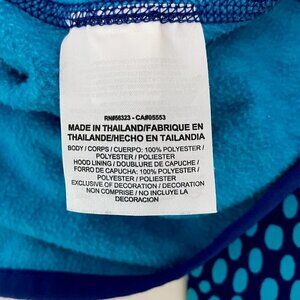 RN#56323 - CA#05553
MADE IN THAILAND/FABRIQUE EN
THAILANDE/HECHO EN TAILANDIA
BODY / CORPS / CUERPO: 100% POLYESTER /
POLYESTER / POLIESTER
HOOD LINING / DOUBLURE DE CAPUCHE /
FORRO DE CAPUCHA: 100% POLYESTER /
POLYESTER / POLIESTER
EXCLUSIVE OF DECORATION / DECORATION
NON COMPRISE / NO INCLUYE LA
DECORACION